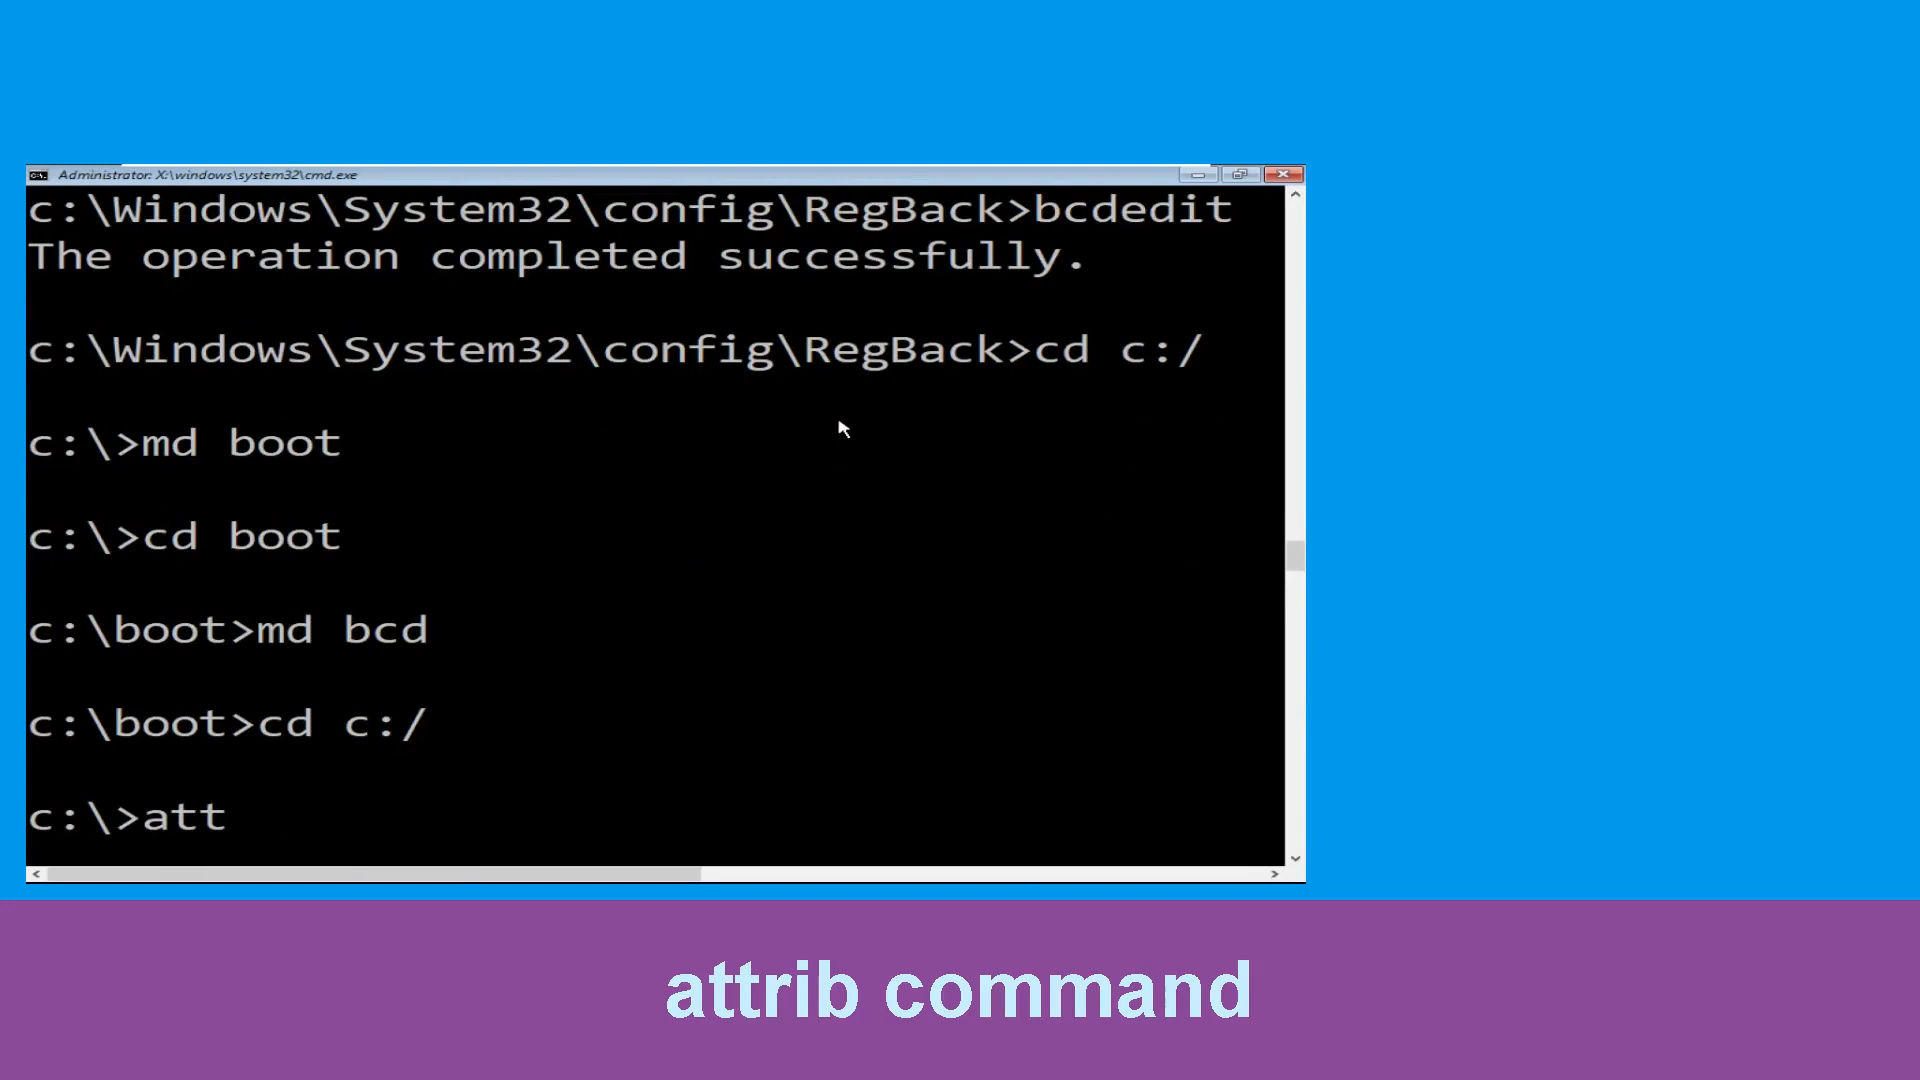 Administrator: X:\windows\system32\cmd.exe
c:\Windows\System32\config\RegBack>bcdedit
The operation completed successfully.
c:\Windows\System32\config\RegBack>cd c:/
c:\>md boot
c:\>cd boot
c:\boot>md bcd
c:\boot>cd c:/
c:\>att
attrib command